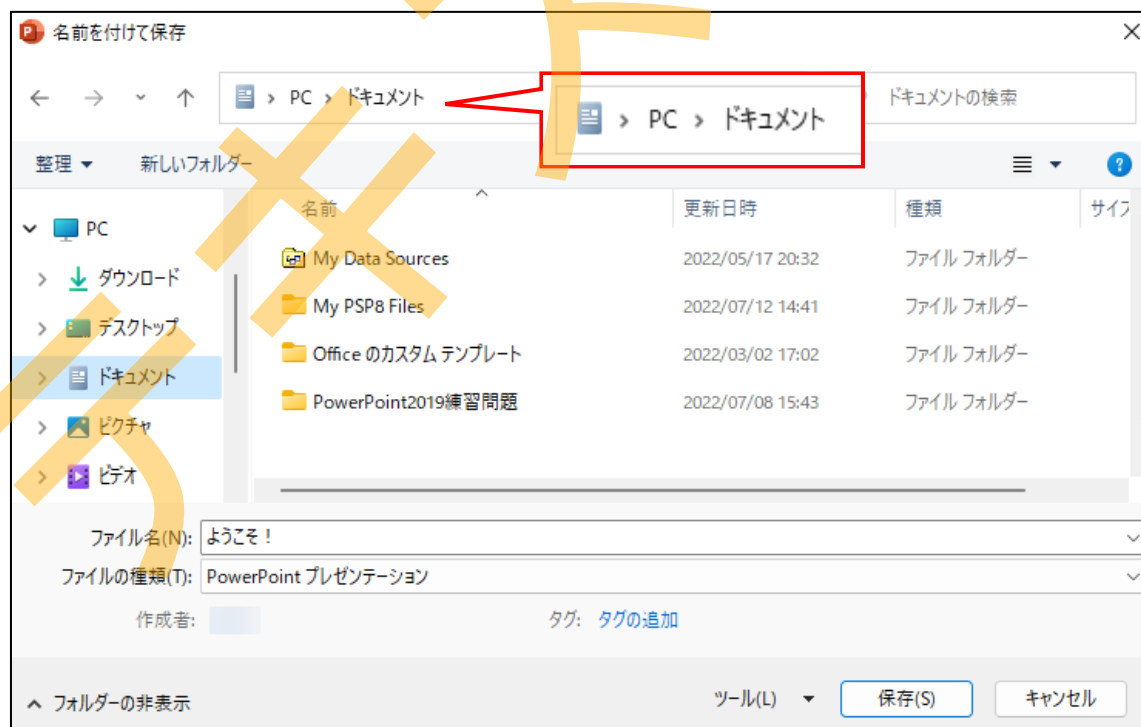 名前を付けて保存
PC › ドキュメント
PC › ドキュメント
ドキュメントの検索
整理
新しいフォルダー
名前 更新日時 種類 サイズ
PC
ダウンロード
デスクトップ
ドキュメント
ピクチャ
ビデオ
My Data Sources 2022/05/17 20:32 ファイル フォルダー
My PSP8 Files 2022/07/12 14:41 ファイル フォルダー
Office のカスタム テンプレート 2022/03/02 17:02 ファイル フォルダー
PowerPoint2019練習問題 2022/07/08 15:43 ファイル フォルダー
ファイル名(N): ようこそ！
ファイルの種類(T): PowerPoint プレゼンテーション
作成者: タグ: タグの追加
フォルダーの非表示
ツール(L) 保存(S) キャンセル